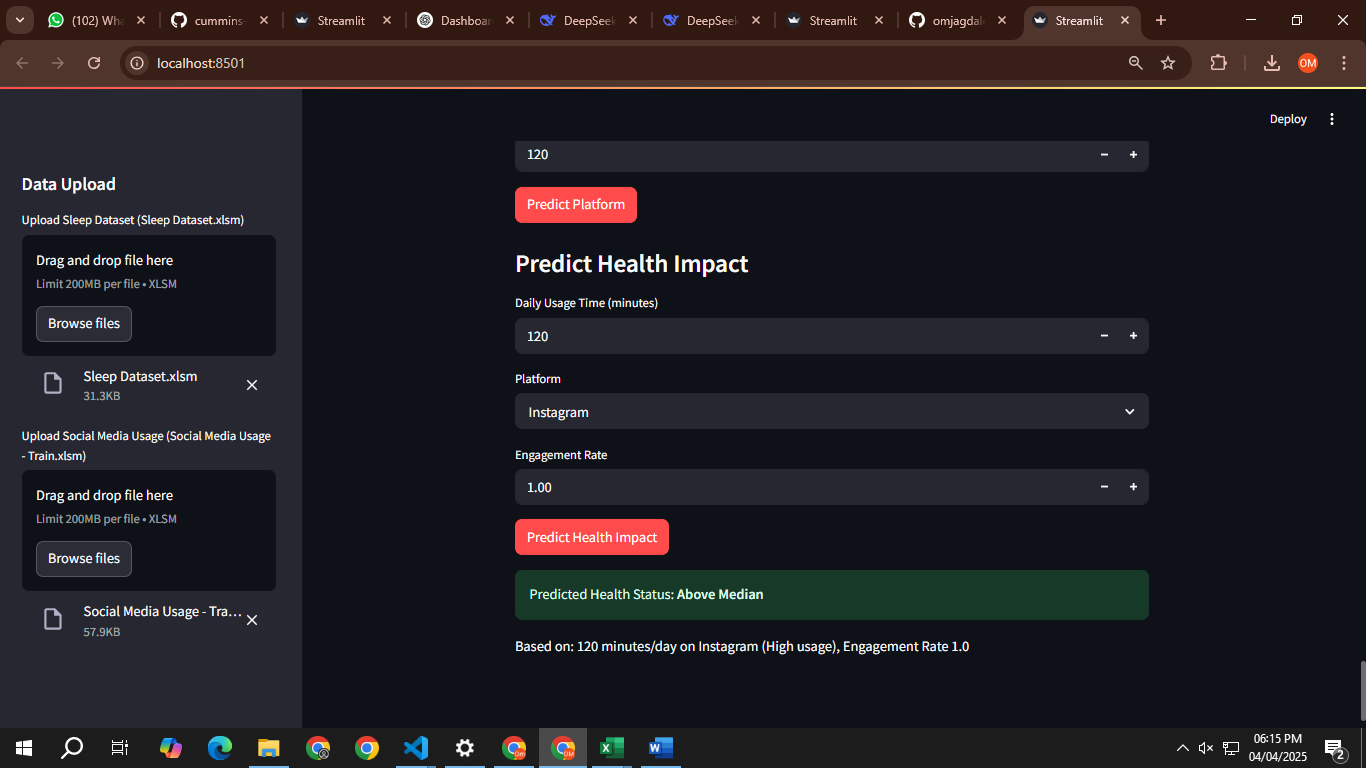 (102) Wha
cummins-
Streamlit
Dashboar
DeepSeek
DeepSeek
Streamlit
omjagdale
Streamlit
localhost:8501
OM
Deploy
Data Upload
Upload Sleep Dataset (Sleep Dataset.xlsm)
Drag and drop file here
Limit 200MB per file • XLSM
Browse files
Sleep Dataset.xlsm
31.3KB
Upload Social Media Usage (Social Media Usage
- Train.xlsm)
Drag and drop file here
Limit 200MB per file • XLSM
Browse files
Social Media Usage - Tra...
57.9KB
120
Predict Platform
Predict Health Impact
Daily Usage Time (minutes)
120
Platform
Instagram
Engagement Rate
1.00
Predict Health Impact
Predicted Health Status: Above Median
Based on: 120 minutes/day on Instagram (High usage), Engagement Rate 1.0
06:15 PM
04/04/2025
2